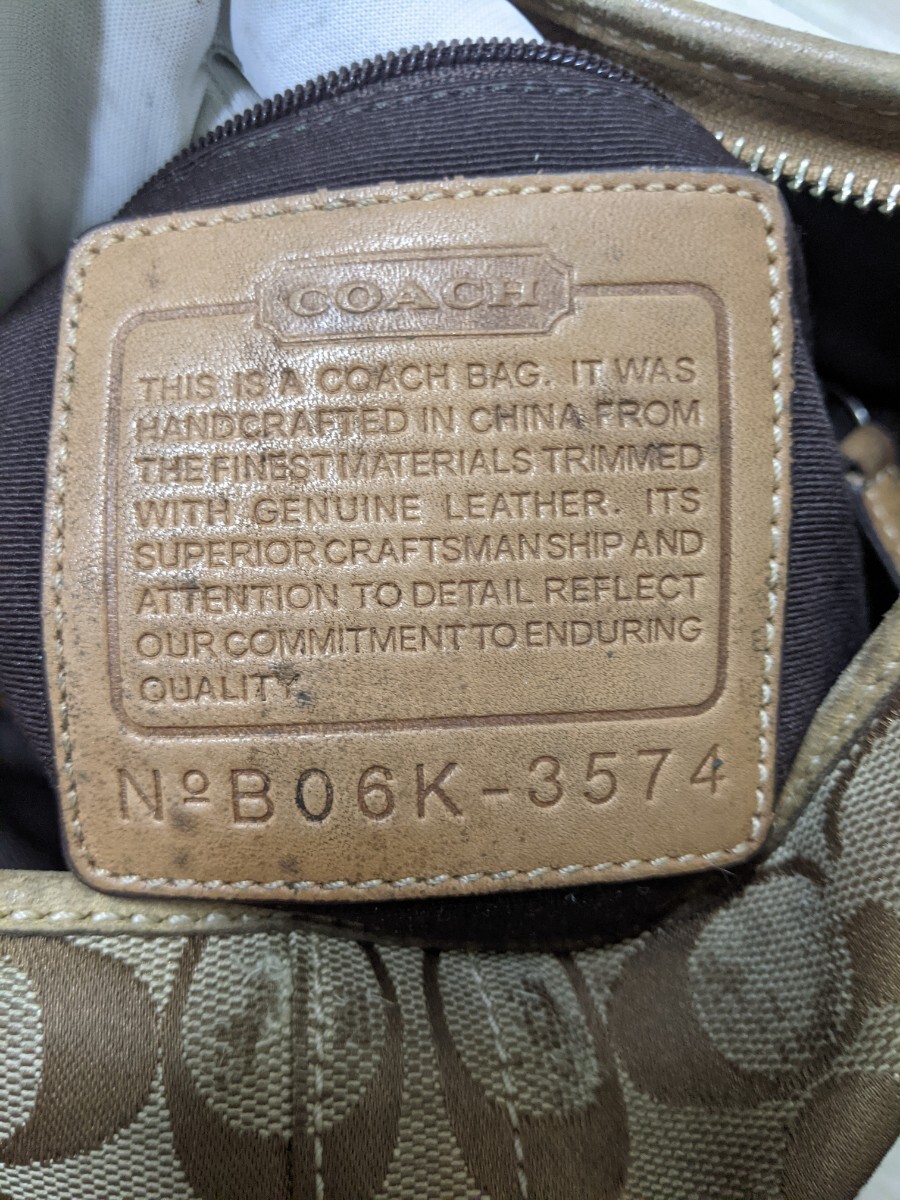 COACH
THIS IS A COACH BAG. IT WAS
HANDCRAFTED IN CHINA FROM
THE FINEST MATERIALS TRIMMED
WITH GENUINE LEATHER. ITS
SUPERIOR CRAFTSMANSHIP AND
ATTENTION TO DETAIL REFLECT
OUR COMMITMENT TO ENDURING
QUALITY.
Nº B06K-3574